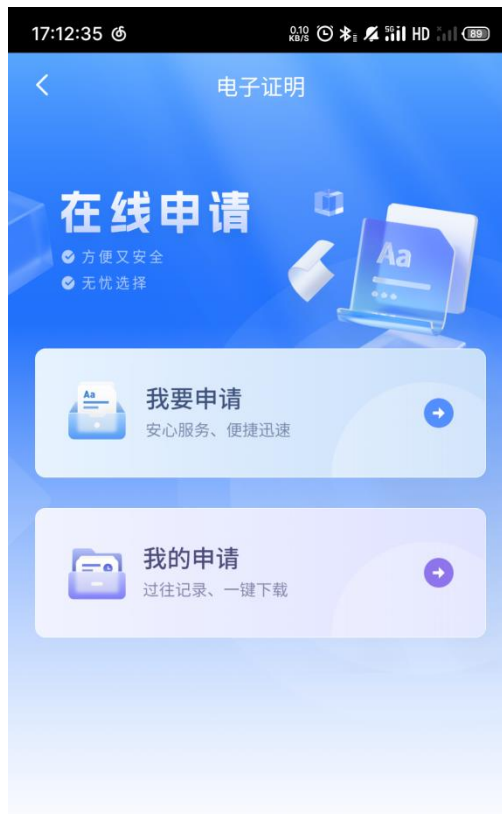 17:12:35
0.10
KB/S
5G
HD
89
电子证明
在线申请
方便又安全
无忧选择
Aa
Aa
我要申请
安心服务、便捷迅速
我的申请
过往记录、一键下载